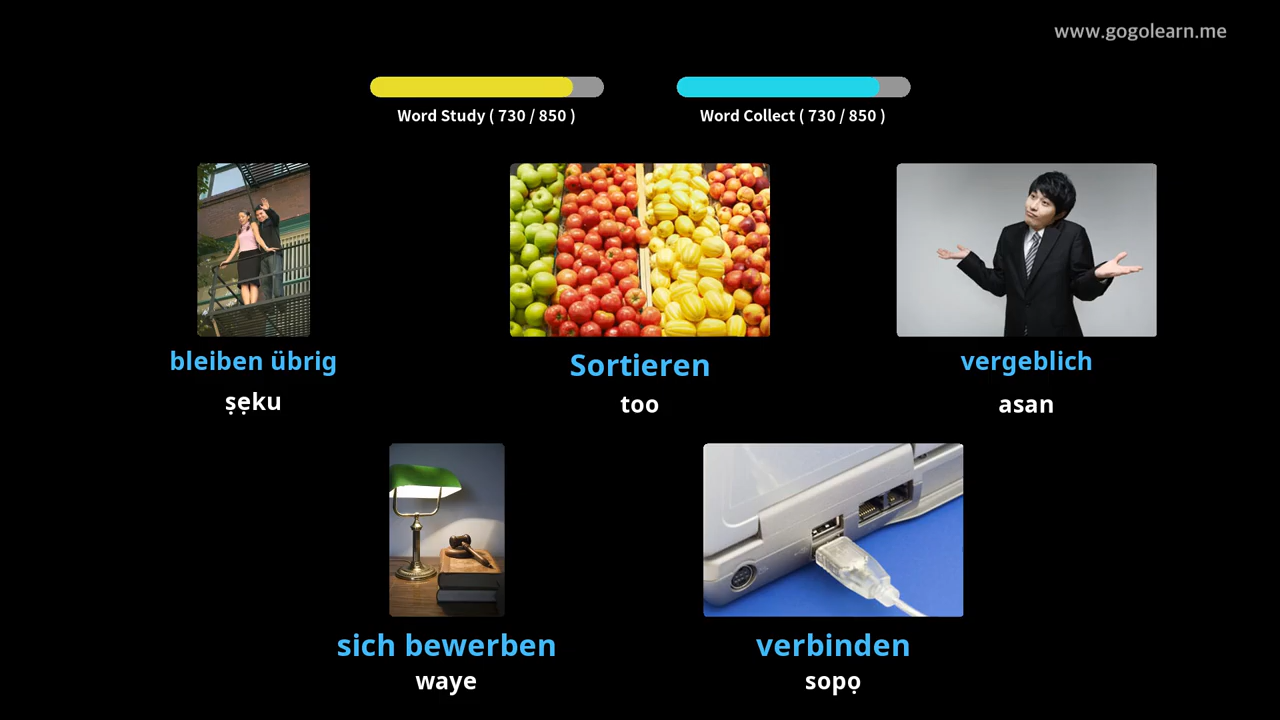 www.gogolearn.me
Word Study ( 730 / 850 )
Word Collect ( 730 / 850 )
bleiben übrig
ṣẹku
Sortieren
too
vergeblich
asan
sich bewerben
waye
verbinden
sopọ